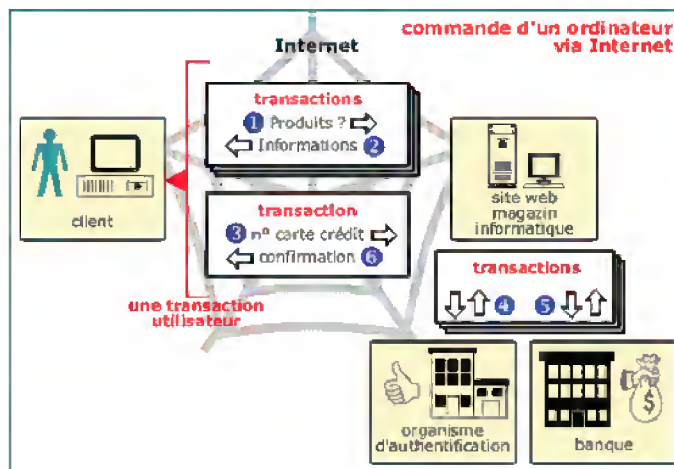 commande d'un ordinateur
via Internet
Internet
transactions
1 Produits ?
Informations 2
client
transaction
3 nº carte crédit
confirmation 6
une transaction
utilisateur
site web
magazin
informatique
transactions
4 5
organisme
d'authentification
banque
$